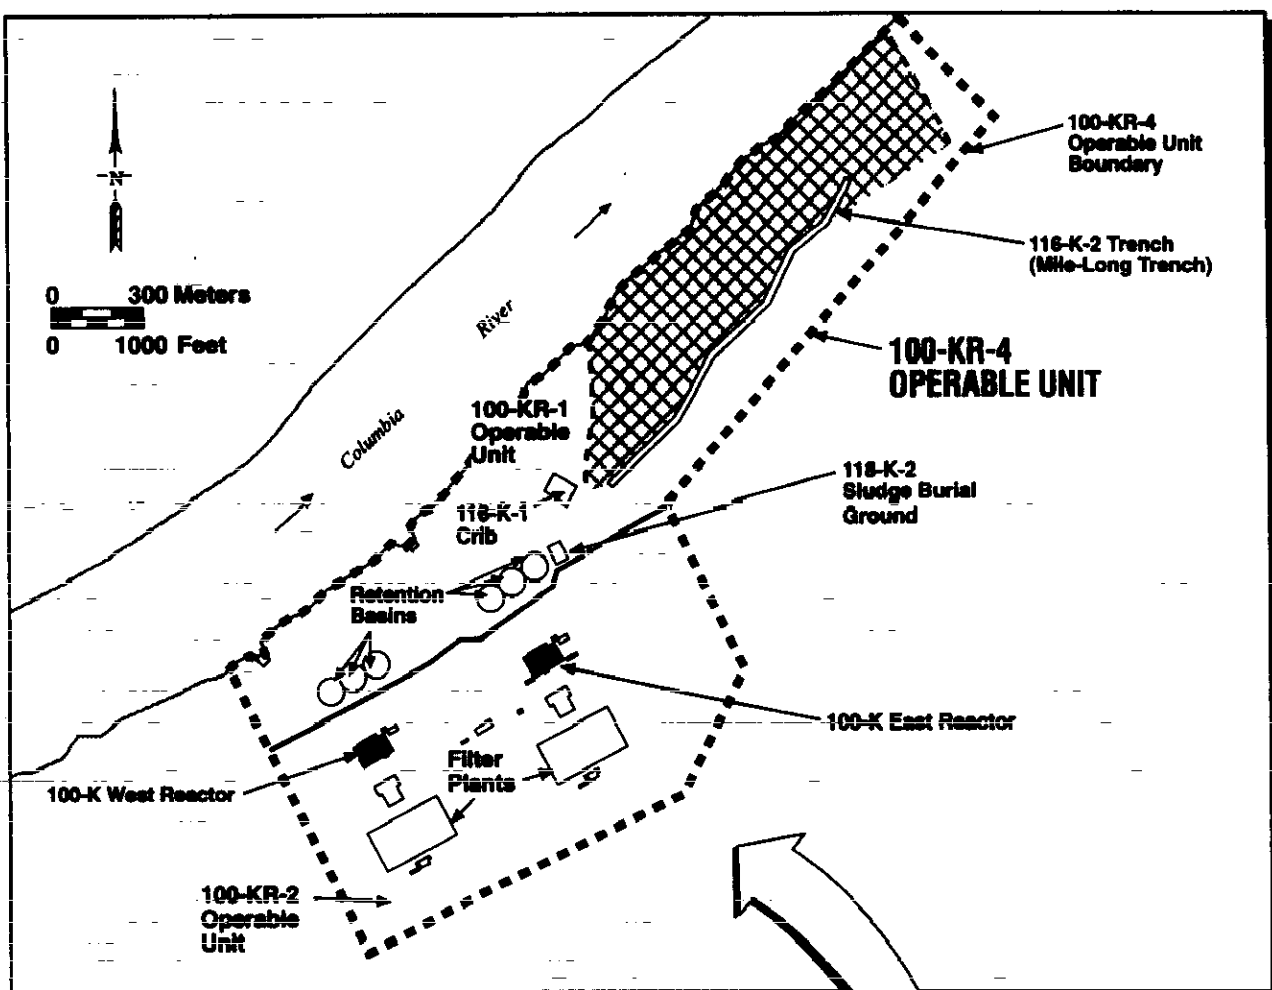 N
0 300 Meters
0 1000 Feet
Columbia
River
100-KR-4
Operable Unit
Boundary
116-K-2 Trench
(Mile-Long Trench)
100-KR-4
OPERABLE UNIT
100-KR-1
Operable
Unit
118-K-2
Sludge Burial
Ground
116-K-1
Crib
Retention
Basins
100-K East Reactor
Filter
Plants
100-K West Reactor
100-KR-2
Operable
Unit